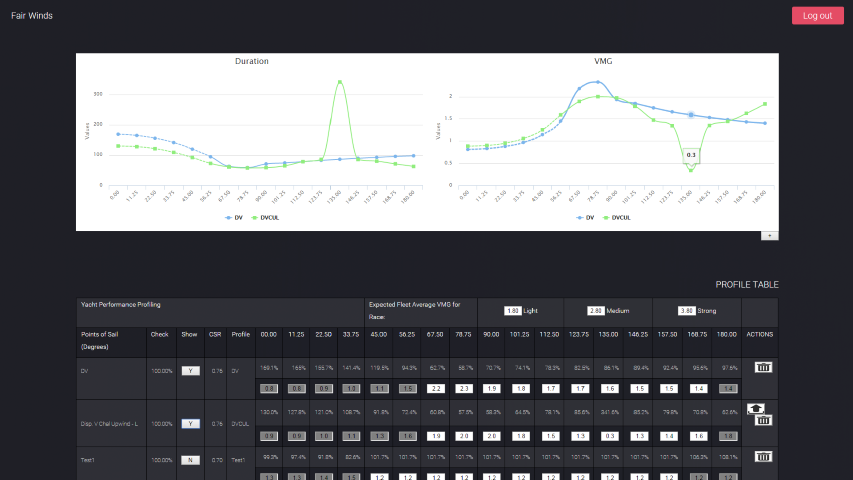 Fair Winds
Log out
Duration
VMG
Values
300
200
100
0
0.00 11.25 22.50 33.75 45.00 56.25 67.50 78.75 90.00 101.25 112.50 123.75 135.00 146.25 157.50 168.75 180.00
DV DVCUL
Values
2
1.5
1
0.5
0
0.3
0.00 11.25 22.50 33.75 45.00 56.25 67.50 78.75 90.00 101.25 112.50 123.75 135.00 146.25 157.50 168.75 180.00
DV DVCUL
+
PROFILE TABLE
Yacht Performance Profiling
Expected Fleet Average VMG for
Race:
1.80 Light
2.80 Medium
3.80 Strong
Points of Sail
(Degrees)
Check Show CSR Profile 00.00 11.25 22.50 33.75 45.00 56.25 67.50 78.75 90.00 101.25 112.50 123.75 135.00 146.25 157.50 168.75 180.00 ACTIONS
DV 100.00% Y 0.76 DV
169.1% 165% 155.7% 141.4% 119.5% 94.3% 62.7% 58.7% 70.7% 74.1% 78.3% 82.5% 86.1% 89.4% 92.4% 95.6% 97.6%
0.8 0.8 0.9 1.0 1.1 1.5 2.2 2.3 1.9 1.8 1.7 1.7 1.6 1.5 1.5 1.4 1.4
Disp. V Chal Upwind - L 100.00% Y 0.76 DVCUL
130.0% 127.8% 121.0% 108.7% 91.8% 72.4% 60.8% 57.5% 58.3% 64.6% 78.1% 85.6% 341.6% 85.2% 79.8% 70.8% 62.6%
0.9 0.9 1.0 1.1 1.3 1.6 1.9 2.0 2.0 1.8 1.5 1.3 0.3 1.3 1.4 1.6 1.8
Test1 100.00% N 0.70 Test1
99.3% 97.4% 91.8% 82.6% 101.7% 101.7% 101.7% 101.7% 101.7% 101.7% 101.7% 101.7% 101.7% 101.7% 101.7% 106.3% 108.1%
1.3 1.3 1.4 1.5 1.2 1.2 1.2 1.2 1.2 1.2 1.2 1.2 1.2 1.2 1.2 1.2 1.2